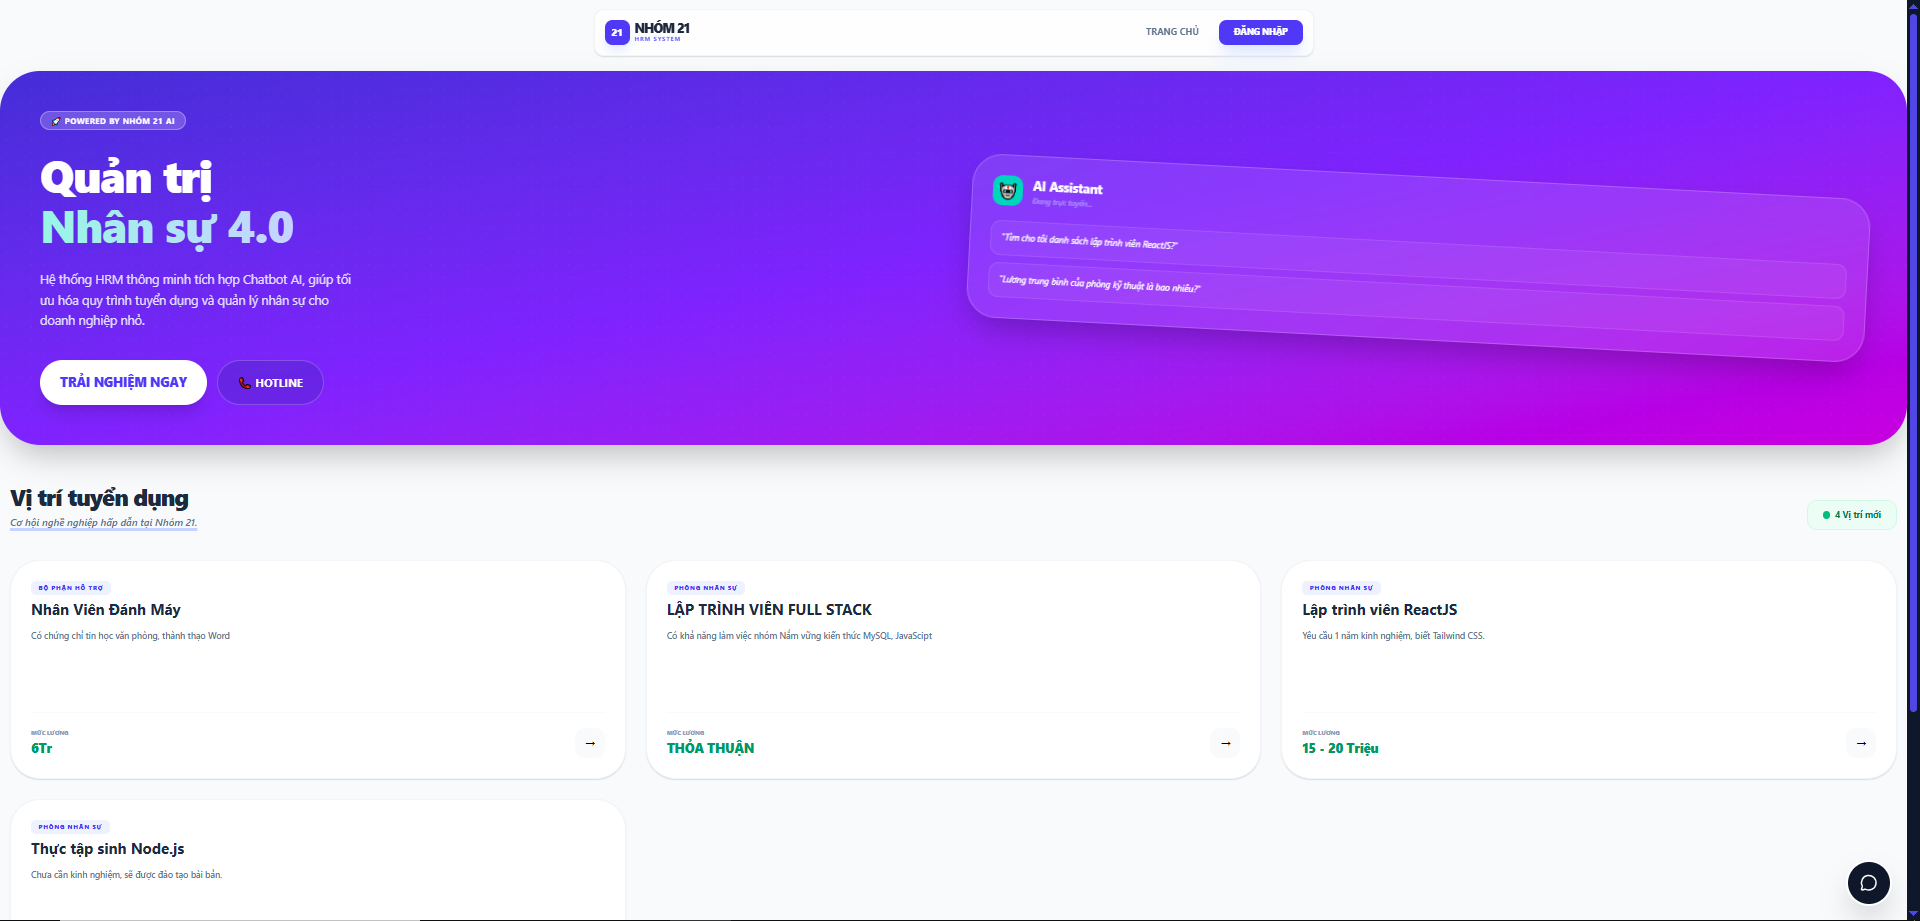 21
NHÓM 21
HRM SYSTEM
TRANG CHỦ
ĐĂNG NHẬP
POWERED BY NHÓM 21 AI
Quản trị
Nhân sự 4.0
Hệ thống HRM thông minh tích hợp Chatbot AI, giúp tối
ưu hóa quy trình tuyển dụng và quản lý nhân sự cho
doanh nghiệp nhỏ.
TRẢI NGHIỆM NGAY
HOTLINE
AI Assistant
Đang trực tuyến...
"Tìm cho tôi danh sách lập trình viên ReactJS?"
"Lương trung bình của phòng kỹ thuật là bao nhiêu?"
Vị trí tuyển dụng
Cơ hội nghề nghiệp hấp dẫn tại Nhóm 21.
4 Vị trí mới
BỘ PHẬN HỖ TRỢ
Nhân Viên Đánh Máy
Có chứng chỉ tin học văn phòng, thành thạo Word
MỨC LƯƠNG
6Tr
→
PHÒNG NHÂN SỰ
LẬP TRÌNH VIÊN FULL STACK
Có khả năng làm việc nhóm Nắm vững kiến thức MySQL, JavaScipt
MỨC LƯƠNG
THỎA THUẬN
→
PHÒNG NHÂN SỰ
Lập trình viên ReactJS
Yêu cầu 1 năm kinh nghiệm, biết Tailwind CSS.
MỨC LƯƠNG
15 - 20 Triệu
→
PHÒNG NHÂN SỰ
Thực tập sinh Node.js
Chưa cần kinh nghiệm, sẽ được đào tạo bài bản.